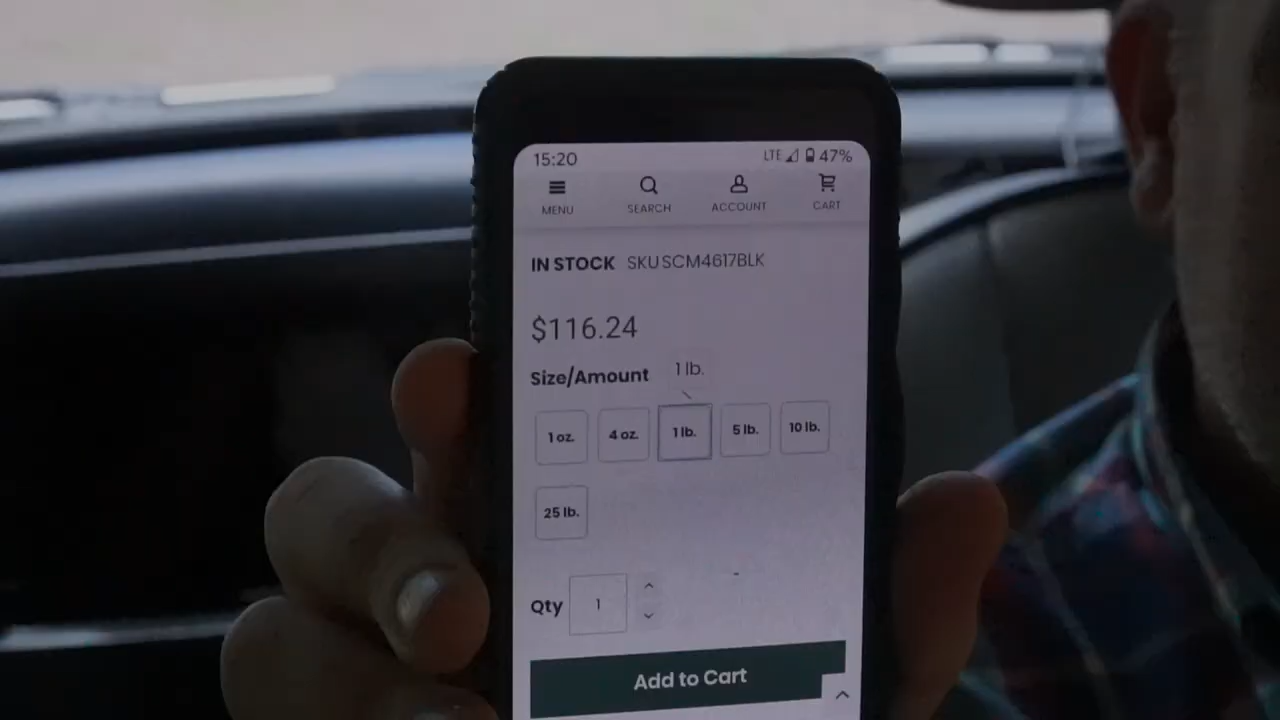 15:20 LTE 47%
MENU SEARCH ACCOUNT CART
IN STOCK SKU SCM4617BLK
$116.24
Size/Amount 1 lb.
1 oz. 4 oz. 1 lb. 5 lb. 10 lb.
25 lb.
Qty 1
Add to Cart